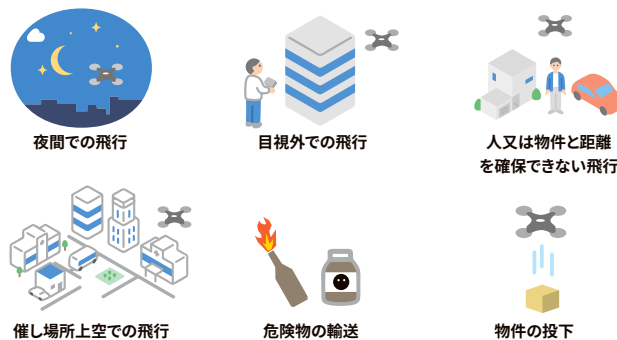 夜間での飛行
目視外での飛行
人又は物件と距離
を確保できない飛行
催し場所上空での飛行
危険物の輸送
物件の投下